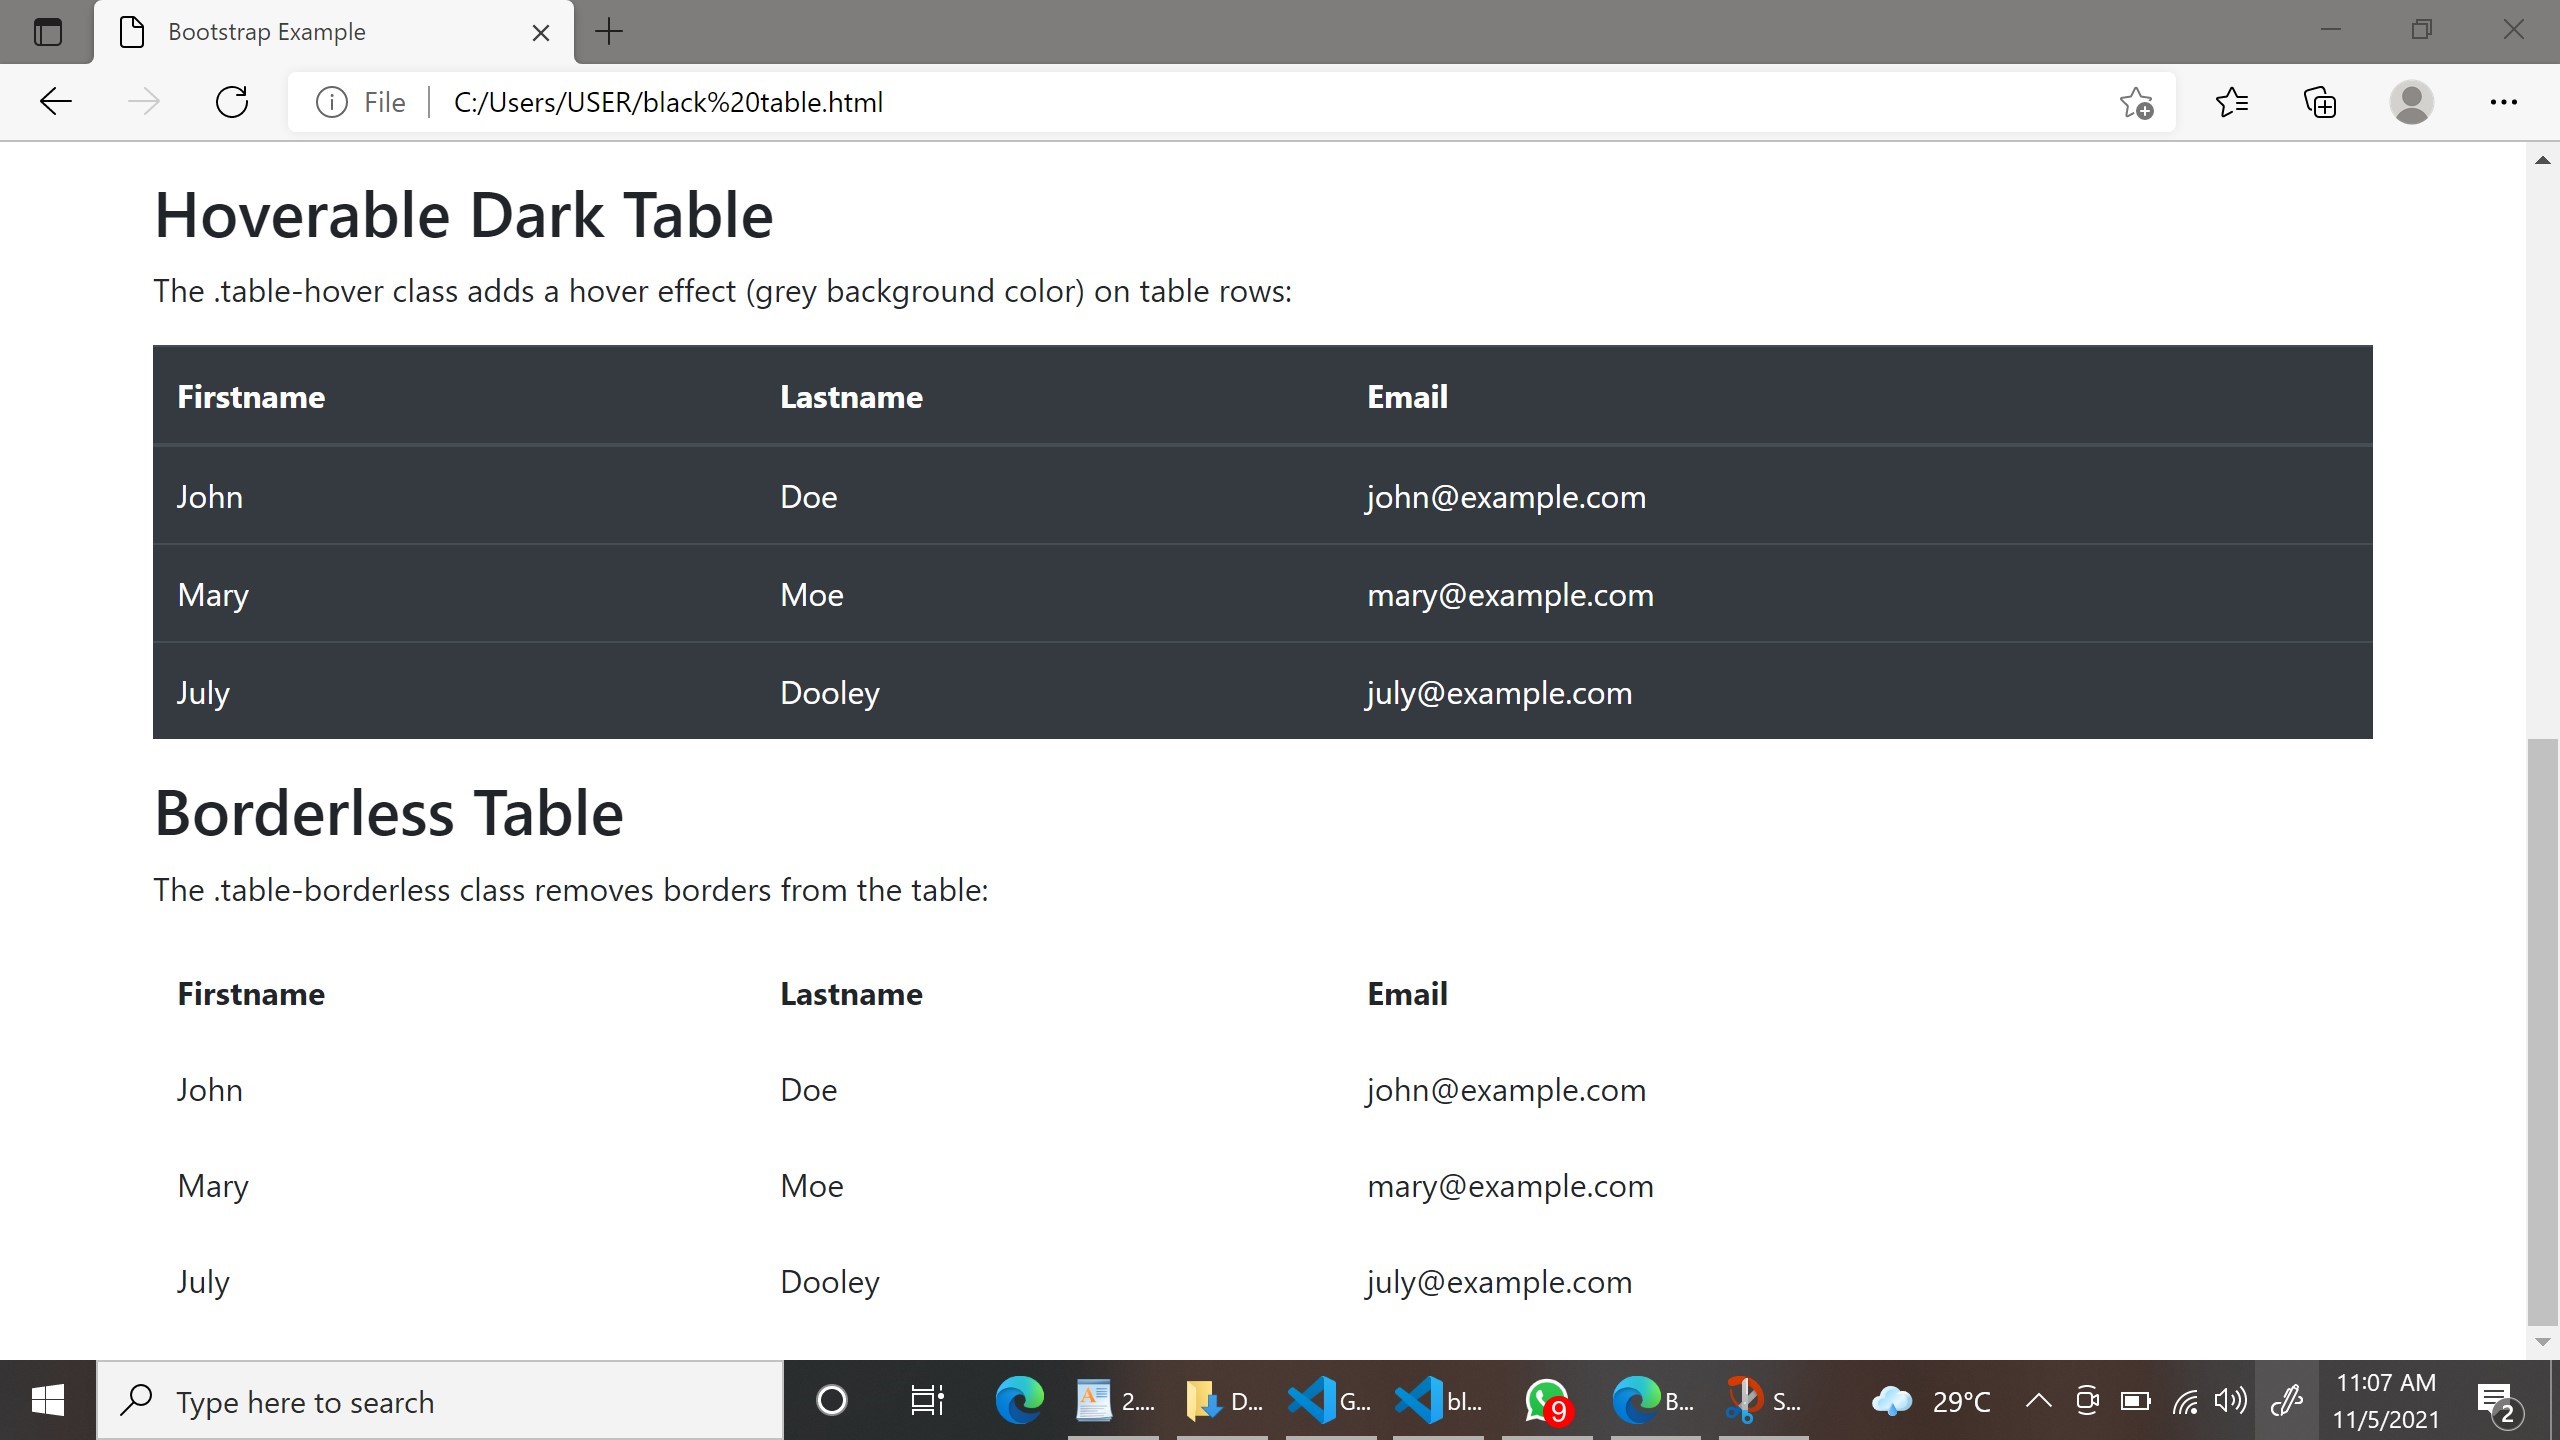 Bootstrap Example
File C:/Users/USER/black%20table.html
Hoverable Dark Table
The .table-hover class adds a hover effect (grey background color) on table rows:
Firstname Lastname Email
John Doe john@example.com
Mary Moe mary@example.com
July Dooley july@example.com
Borderless Table
The .table-borderless class removes borders from the table:
Firstname Lastname Email
John Doe john@example.com
Mary Moe mary@example.com
July Dooley july@example.com
Type here to search 2.... D... G... bl... 9 B... S... 29°C 11:07 AM 2
11/5/2021